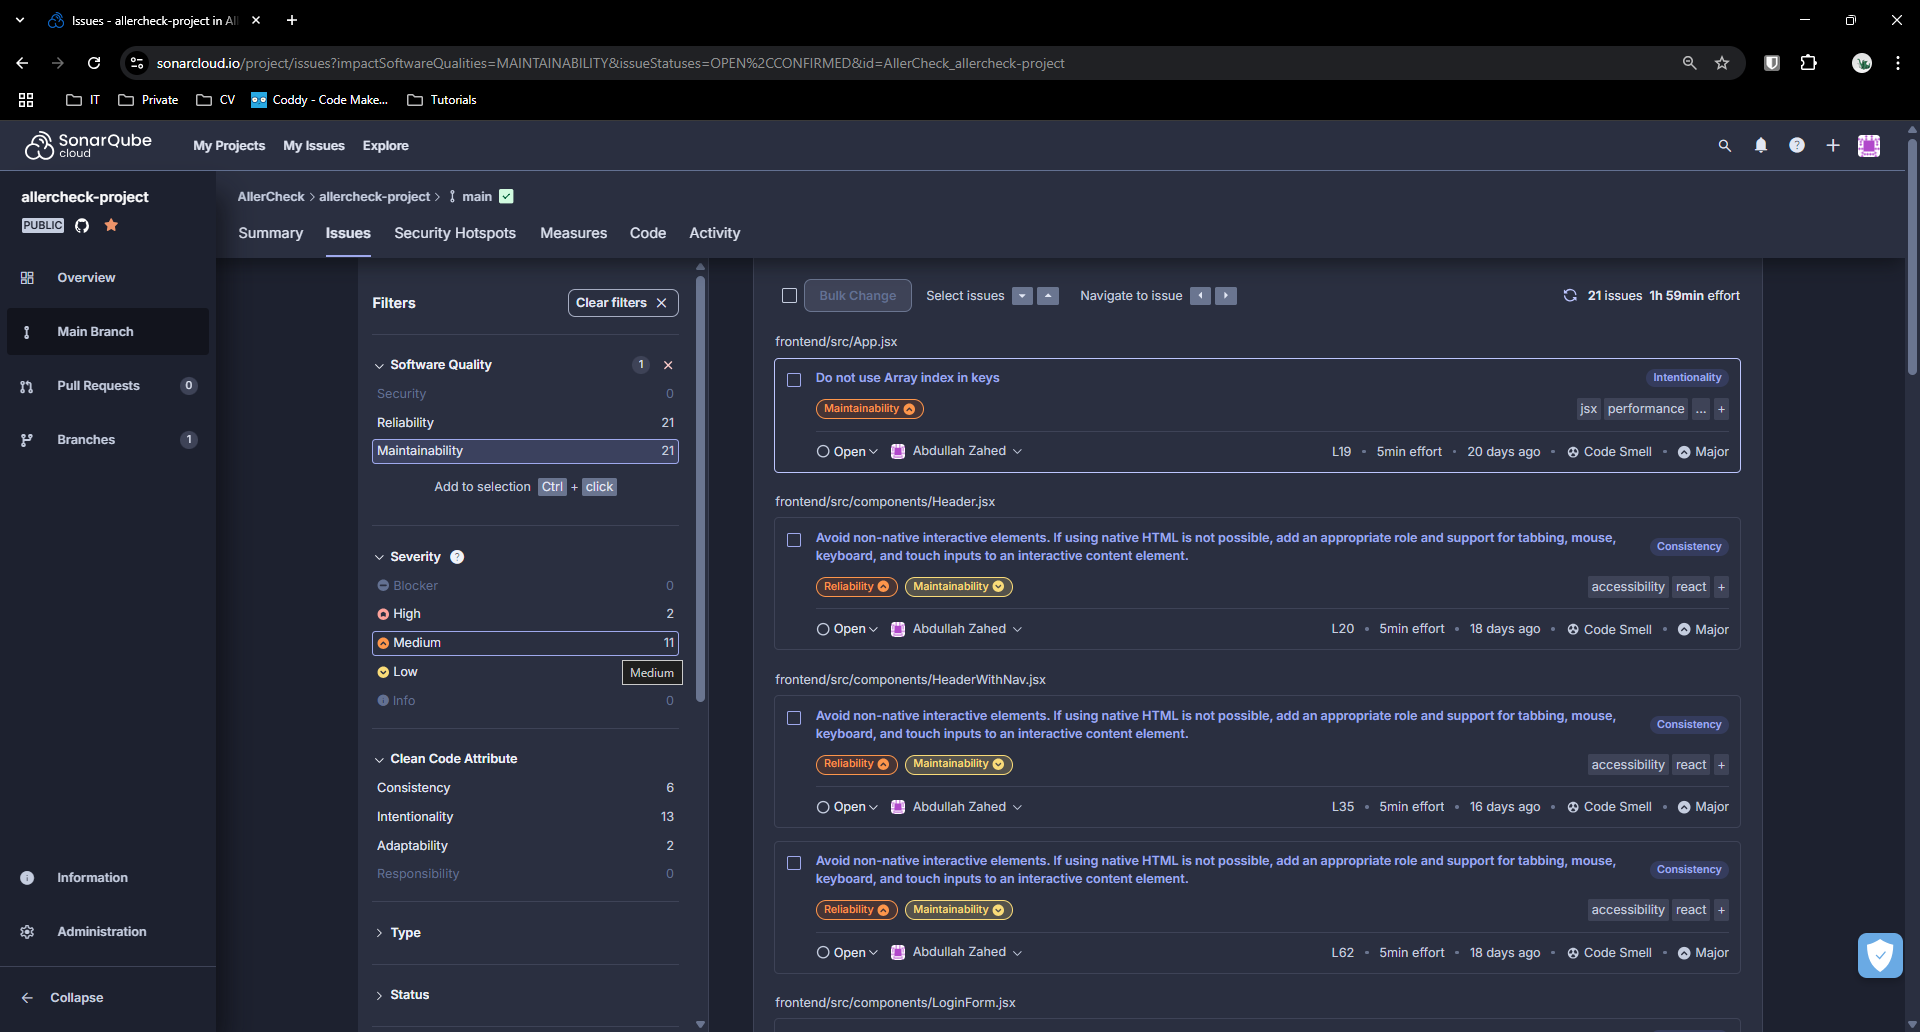 Issues - allercheck-project in Al
sonarcloud.io/project/issues?impactSoftwareQualities=MAINTAINABILITY&issueStatuses=OPEN%2CCONFIRMED&id=AllerCheck_allercheck-project
IT Private CV Coddy - Code Make... Tutorials
SonarQube
cloud
My Projects My Issues Explore
allercheck-project
PUBLIC
Overview
Main Branch
Pull Requests 0
Branches 1
Information
Administration
Collapse
AllerCheck > allercheck-project > main
Summary Issues Security Hotspots Measures Code Activity
Filters Clear filters
Software Quality 1
Security 0
Reliability 21
Maintainability 21
Add to selection Ctrl + click
Severity ?
Blocker 0
High 2
Medium 11
Low
Medium
Info 0
Clean Code Attribute
Consistency 6
Intentionality 13
Adaptability 2
Responsibility 0
Type
Status
Bulk Change Select issues Navigate to issue 21 issues 1h 59min effort
frontend/src/App.jsx
Do not use Array index in keys Intentionality
Maintainability jsx performance ... +
Open Abdullah Zahed L19 • 5min effort • 20 days ago • Code Smell • Major
frontend/src/components/Header.jsx
Avoid non-native interactive elements. If using native HTML is not possible, add an appropriate role and support for tabbing, mouse,
keyboard, and touch inputs to an interactive content element.
Consistency
Reliability Maintainability accessibility react +
Open Abdullah Zahed L20 • 5min effort • 18 days ago • Code Smell • Major
frontend/src/components/HeaderWithNav.jsx
Avoid non-native interactive elements. If using native HTML is not possible, add an appropriate role and support for tabbing, mouse,
keyboard, and touch inputs to an interactive content element.
Consistency
Reliability Maintainability accessibility react +
Open Abdullah Zahed L35 • 5min effort • 16 days ago • Code Smell • Major
Avoid non-native interactive elements. If using native HTML is not possible, add an appropriate role and support for tabbing, mouse,
keyboard, and touch inputs to an interactive content element.
Consistency
Reliability Maintainability accessibility react +
Open Abdullah Zahed L62 • 5min effort • 18 days ago • Code Smell • Major
frontend/src/components/LoginForm.jsx